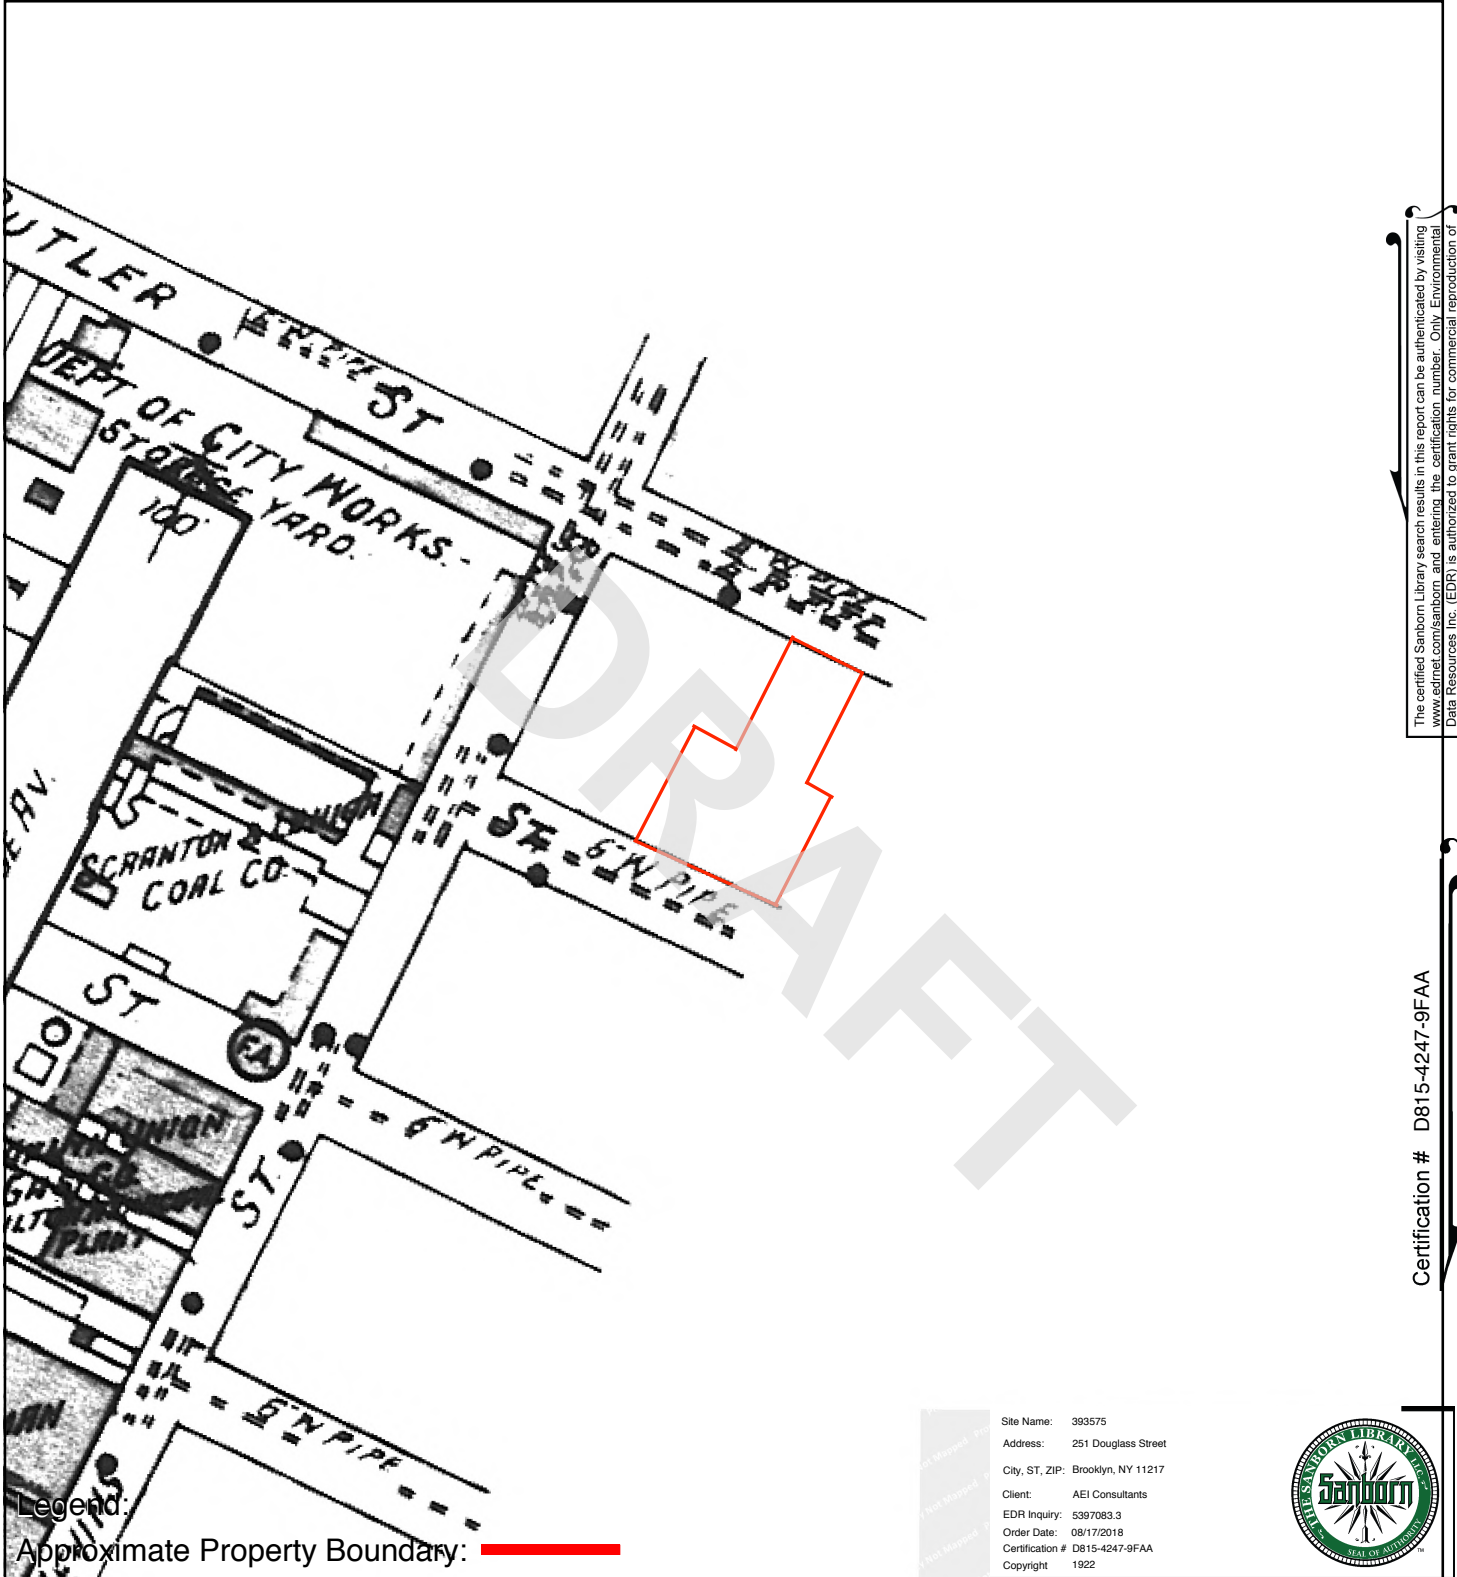 UTLER
ST
DEPT OF CITY WORKS.
STORAGE YARD.
100'
6" W. PIPE
ST. 6" W. PIPE
SCRANTON
COAL CO.
AV.
ST
FA
UNION
PLANT
ST.
6" W. PIPE
6" W. PIPE
DRAFT
Legend:
Approximate Property Boundary:
Site Name: 393575
Address: 251 Douglass Street
City, ST, ZIP: Brooklyn, NY 11217
Client: AEI Consultants
EDR Inquiry: 5397083.3
Order Date: 08/17/2018
Certification # D815-4247-9FAA
Copyright 1922
THE SANBORN LIBRARY LLC
Sanborn
SEAL OF AUTHORITY
TM
The certified Sanborn Library search results in this report can be authenticated by visiting
www.edrnet.com/sanborn and entering the certification number. Only Environmental
Data Resources Inc. (EDR) is authorized to grant rights for commercial reproduction of
Certification # D815-4247-9FAA